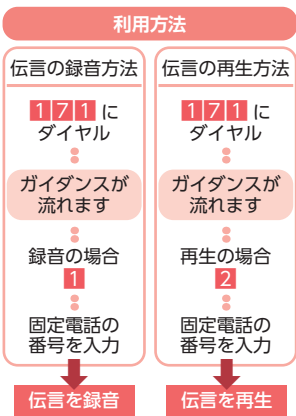 利用方法
伝言の録音方法
171に
ダイヤル
ガイダンスが
流れます
録音の場合
1
固定電話の
番号を入力
伝言を録音
伝言の再生方法
171に
ダイヤル
ガイダンスが
流れます
再生の場合
2
固定電話の
番号を入力
伝言を再生